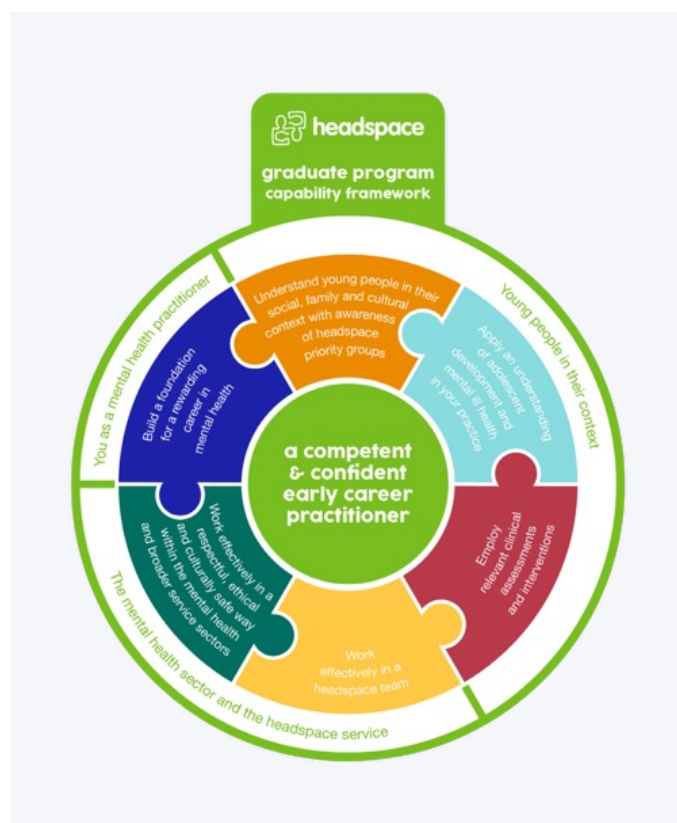 headspace
graduate program
capability framework
You as a mental health practitioner
Young people in their context
The mental health sector and the headspace service
Understand young people in their
social, family and cultural
context with awareness
of headspace
priority groups
Apply an understanding
of adolescent
development and
mental ill health
in your practice
Employ
relevant clinical
assessments
and interventions
Work
effectively in a
headspace team
Work effectively in a
respectful, ethical
and culturally safe way
within the mental health
and broader service sectors
Build a foundation
for a rewarding
career in
mental health
a competent
& confident
early career
practitioner